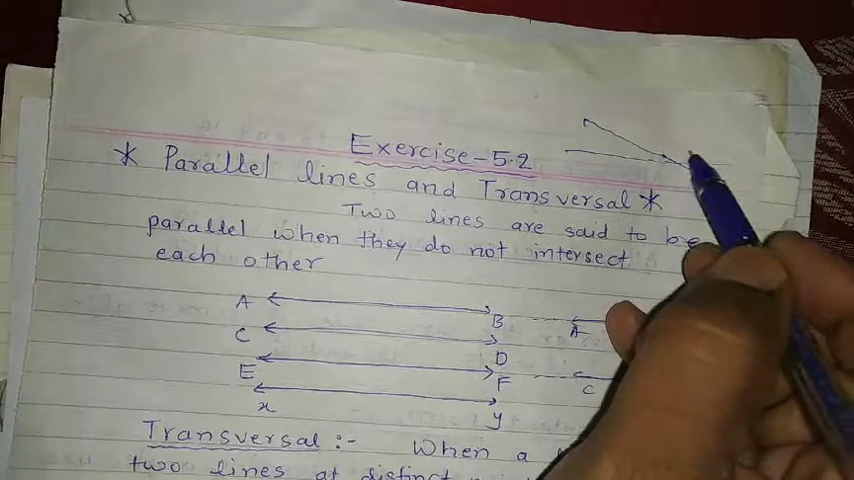 Exercise-5.2
* Parallel lines and Transversal *
Two lines are said to be
parallel when they do not intersect
each other
A B A
C D
E F C
x y
Transversal :- When a
two lines at distinct